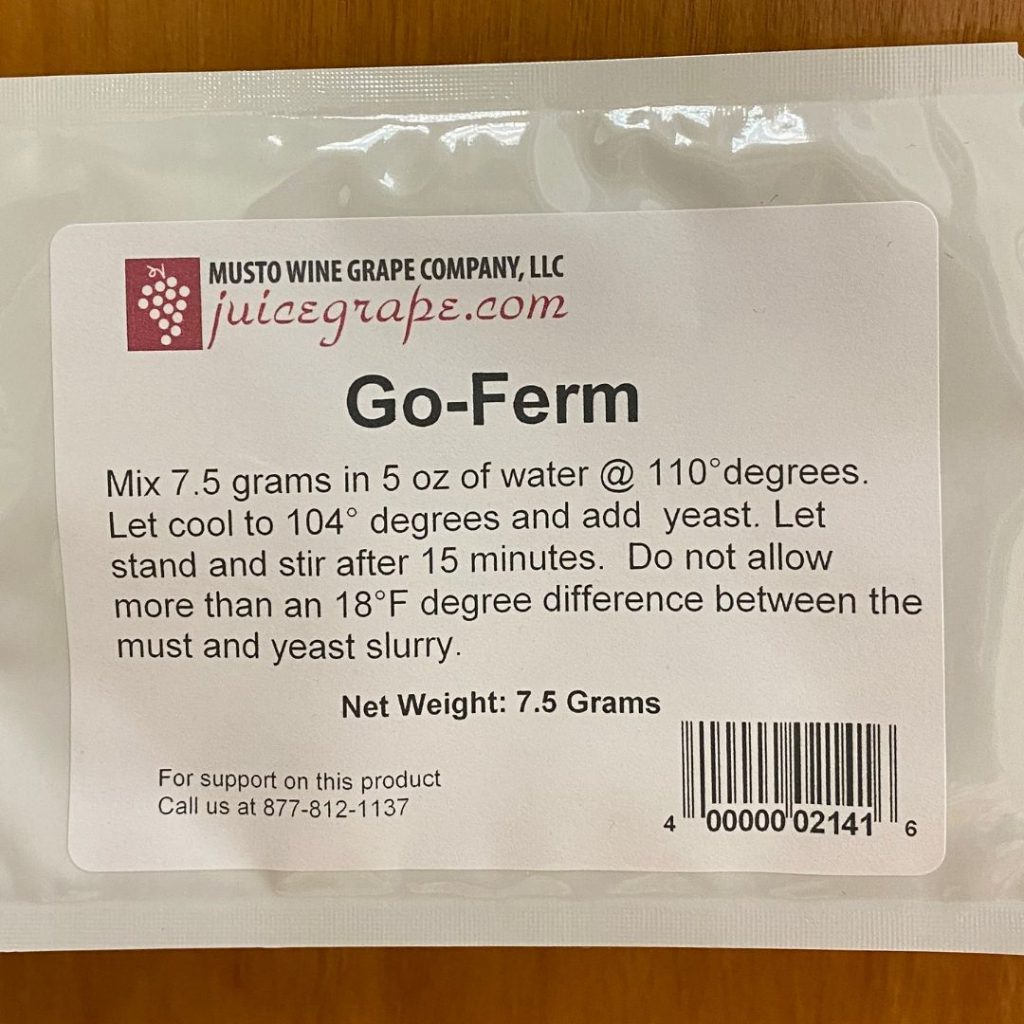 MUSTO WINE GRAPE COMPANY, LLC
juicegrape.com
Go-Ferm
Mix 7.5 grams in 5 oz of water @ 110°degrees.
Let cool to 104° degrees and add yeast. Let
stand and stir after 15 minutes. Do not allow
more than an 18°F degree difference between the
must and yeast slurry.
Net Weight: 7.5 Grams
For support on this product
Call us at 877-812-1137
4 00000 02141 6